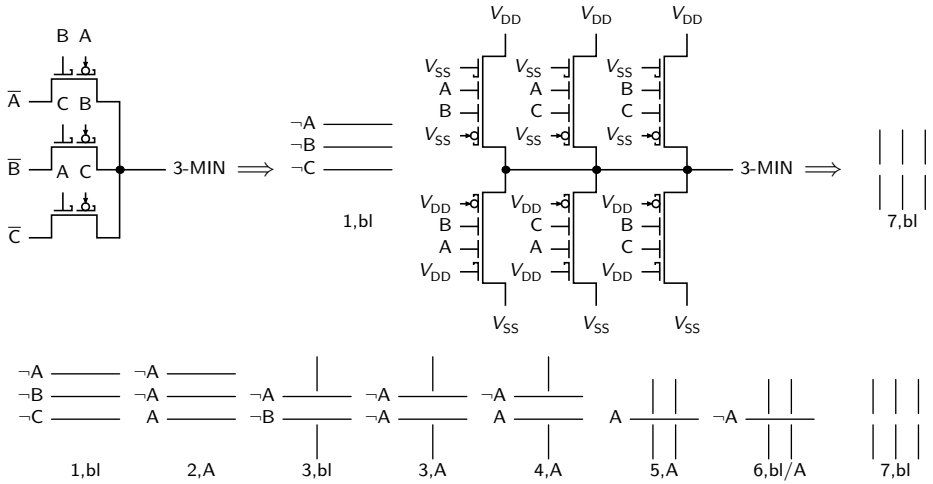 B A
A̅
C B
B̅
A C
C̅
3-MIN ⟹
¬A
¬B
¬C
1,bl
V_DD V_DD V_DD
V_SS V_SS V_SS
A A B
B C C
V_SS V_SS V_SS
3-MIN ⟹
V_DD V_DD V_DD
B C B
A A C
V_DD V_DD V_DD
V_SS V_SS V_SS
7,bl
¬A
¬B
¬C
1,bl
¬A
¬A
A
2,A
¬A
¬B
3,bl
¬A
¬A
3,A
¬A
A
4,A
A
5,A
¬A
6,bl/A
7,bl